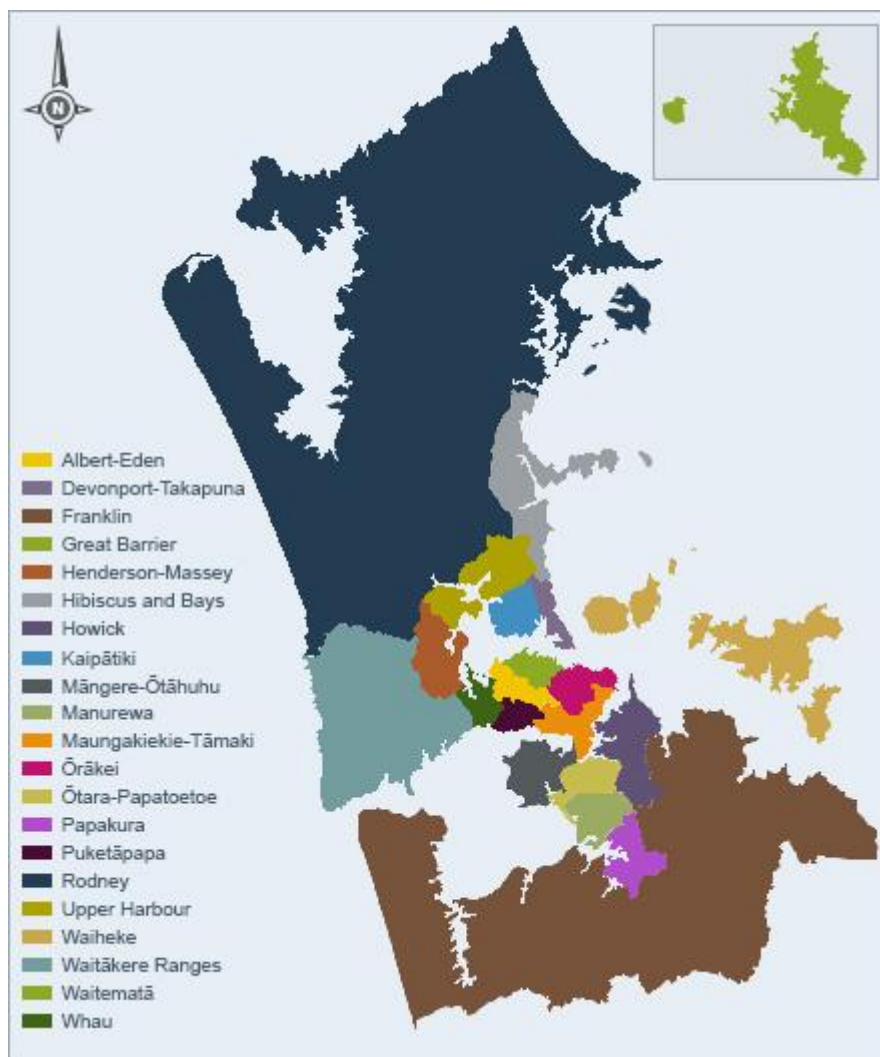 N
Albert-Eden
Devonport-Takapuna
Franklin
Great Barrier
Henderson-Massey
Hibiscus and Bays
Howick
Kaipātiki
Māngere-Ōtāhuhu
Manurewa
Maungakiekie-Tāmaki
Ōrākei
Ōtara-Papatoetoe
Papakura
Puketāpapa
Rodney
Upper Harbour
Waiheke
Waitākere Ranges
Waitematā
Whau